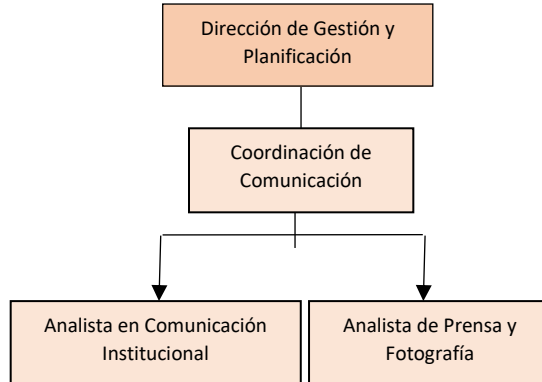 Dirección de Gestión y
Planificación
Coordinación de
Comunicación
Analista en Comunicación
Institucional
Analista de Prensa y
Fotografía